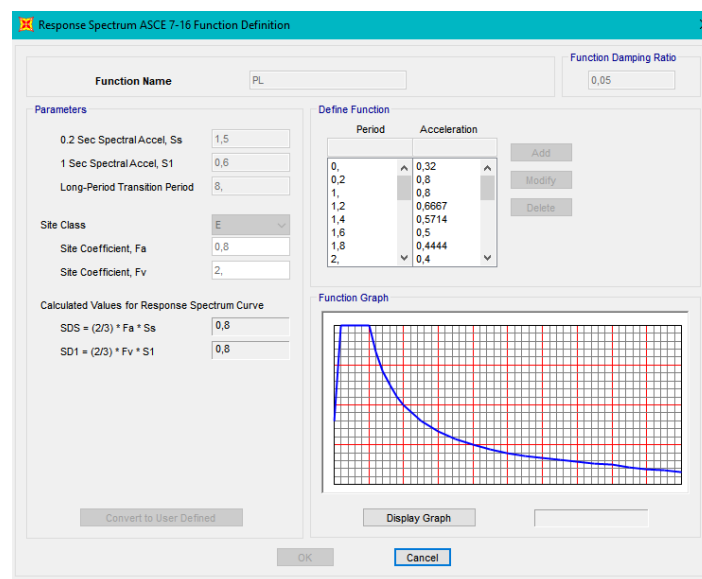 Response Spectrum ASCE 7-16 Function Definition
Function Damping Ratio
Function Name PL 0,05
Parameters
0.2 Sec Spectral Accel, Ss 1,5
1 Sec Spectral Accel, S1 0,6
Long-Period Transition Period 8,
Site Class E
Site Coefficient, Fa 0,8
Site Coefficient, Fv 2,
Calculated Values for Response Spectrum Curve
SDS = (2/3) * Fa * Ss 0,8
SD1 = (2/3) * Fv * S1 0,8
Convert to User Defined
Define Function
Period Acceleration
0, 0,32
0,2 0,8
1, 0,8
1,2 0,6667
1,4 0,5714
1,6 0,5
1,8 0,4444
2, 0,4
Add
Modify
Delete
Function Graph
Display Graph
OK Cancel